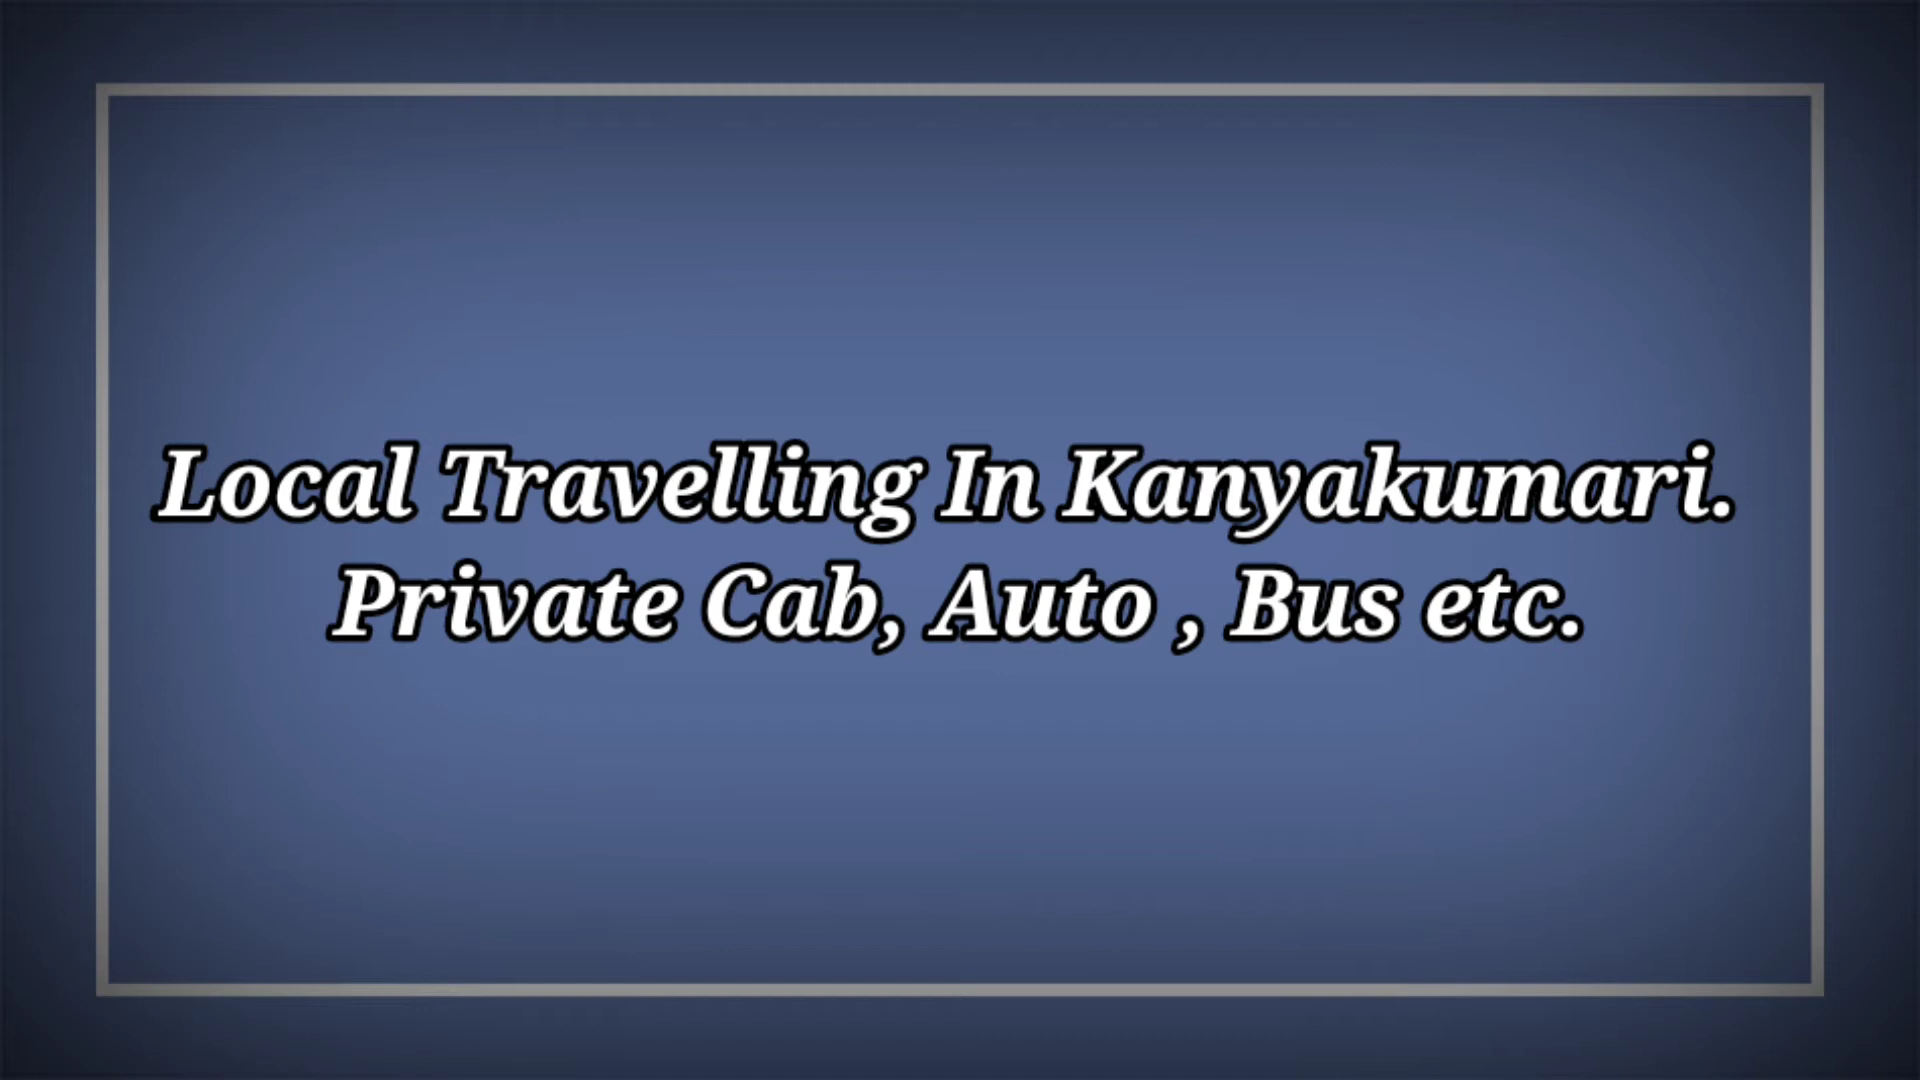 Local Travelling In Kanyakumari.
Private Cab, Auto , Bus etc.